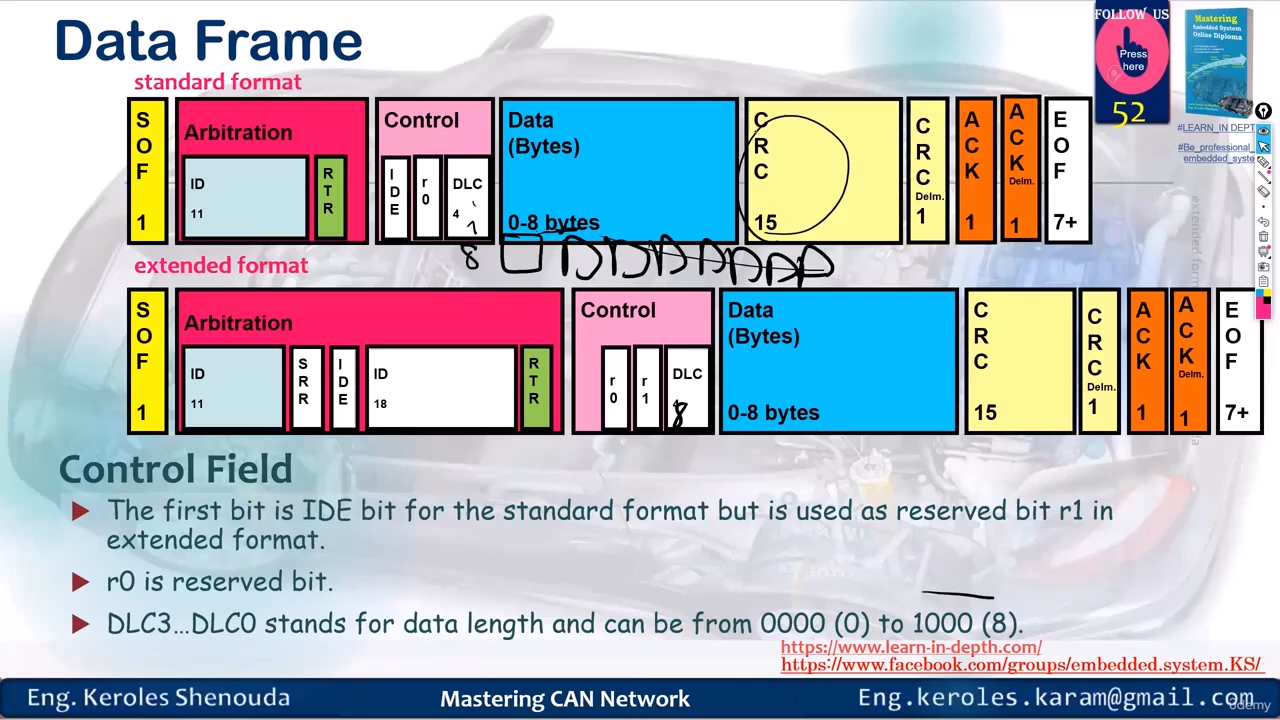 Data Frame
FOLLOW US
Press
here
52
Mastering
Embedded System
Online Diploma
#LEARN_IN DEPT
#Be_professional_
embedded_syste
standard format
SOF
1
Arbitration
ID
11
RTR
Control
IDE
r0
DLC
4
Data
(Bytes)
0-8 bytes
CRC
15
CRC
Delm.
1
ACK
1
ACK
Delm.
1
EOF
7+
8
extended format
SOF
1
Arbitration
ID
11
SRR
IDE
ID
18
RTR
Control
r0
r1
DLC
8
Data
(Bytes)
0-8 bytes
CRC
15
CRC
Delm.
1
ACK
1
ACK
Delm.
1
EOF
7+
Control Field
The first bit is IDE bit for the standard format but is used as reserved bit r1 in
extended format.
r0 is reserved bit.
DLC3...DLC0 stands for data length and can be from 0000 (0) to 1000 (8).
https://www.learn-in-depth.com/
https://www.facebook.com/groups/embedded.system.KS/
Eng. Keroles Shenouda
Mastering CAN Network
Eng.keroles.karam@gmail.com
udemy